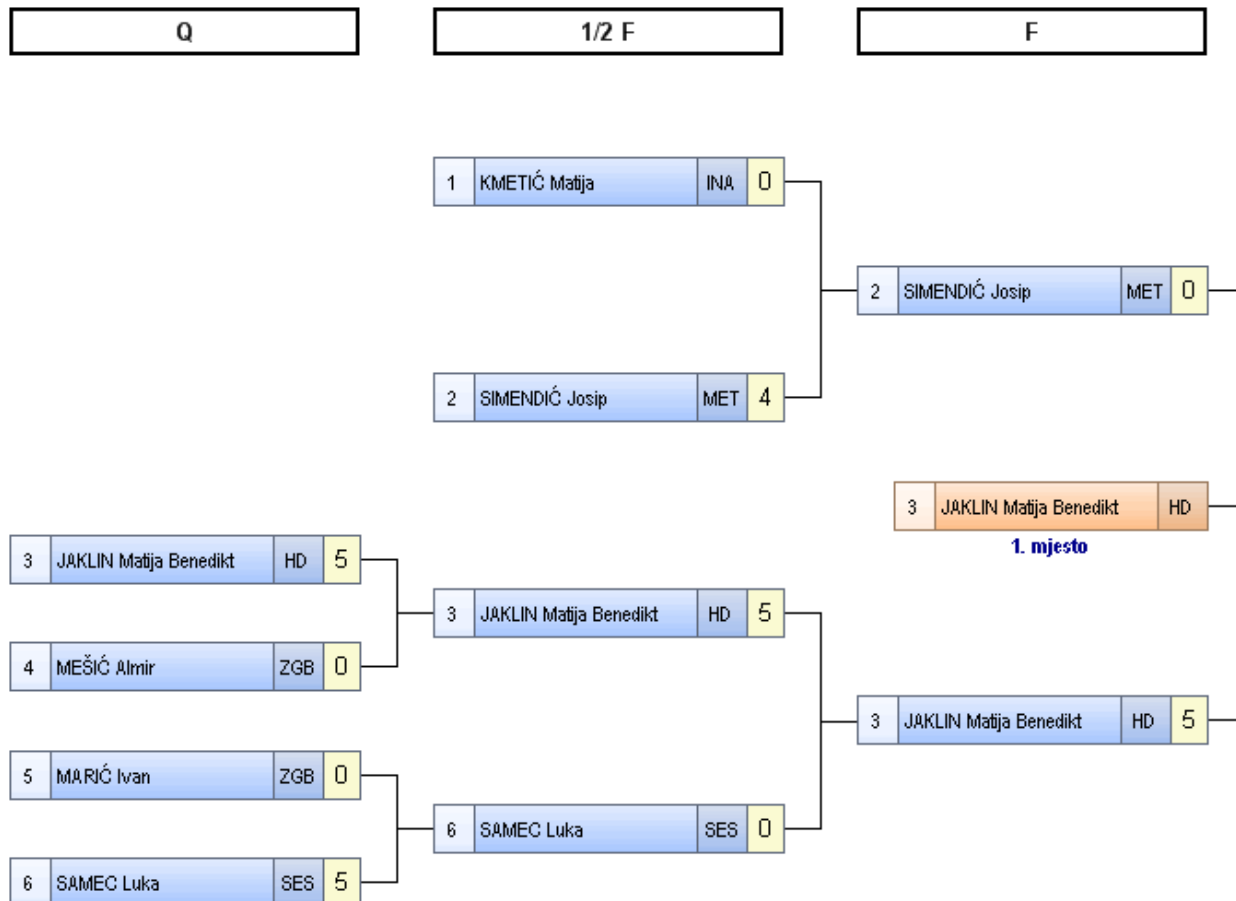 Q 1/2 F F
1 KMETIĆ Matija INA 0
2 SIMENDIĆ Josip MET 0
2 SIMENDIĆ Josip MET 4
3 JAKLIN Matija Benedikt HD
1. mjesto
3 JAKLIN Matija Benedikt HD 5
3 JAKLIN Matija Benedikt HD 5
4 MEŠIĆ Almir ZGB 0
3 JAKLIN Matija Benedikt HD 5
5 MARIĆ Ivan ZGB 0
6 SAMEC Luka SES 0
6 SAMEC Luka SES 5